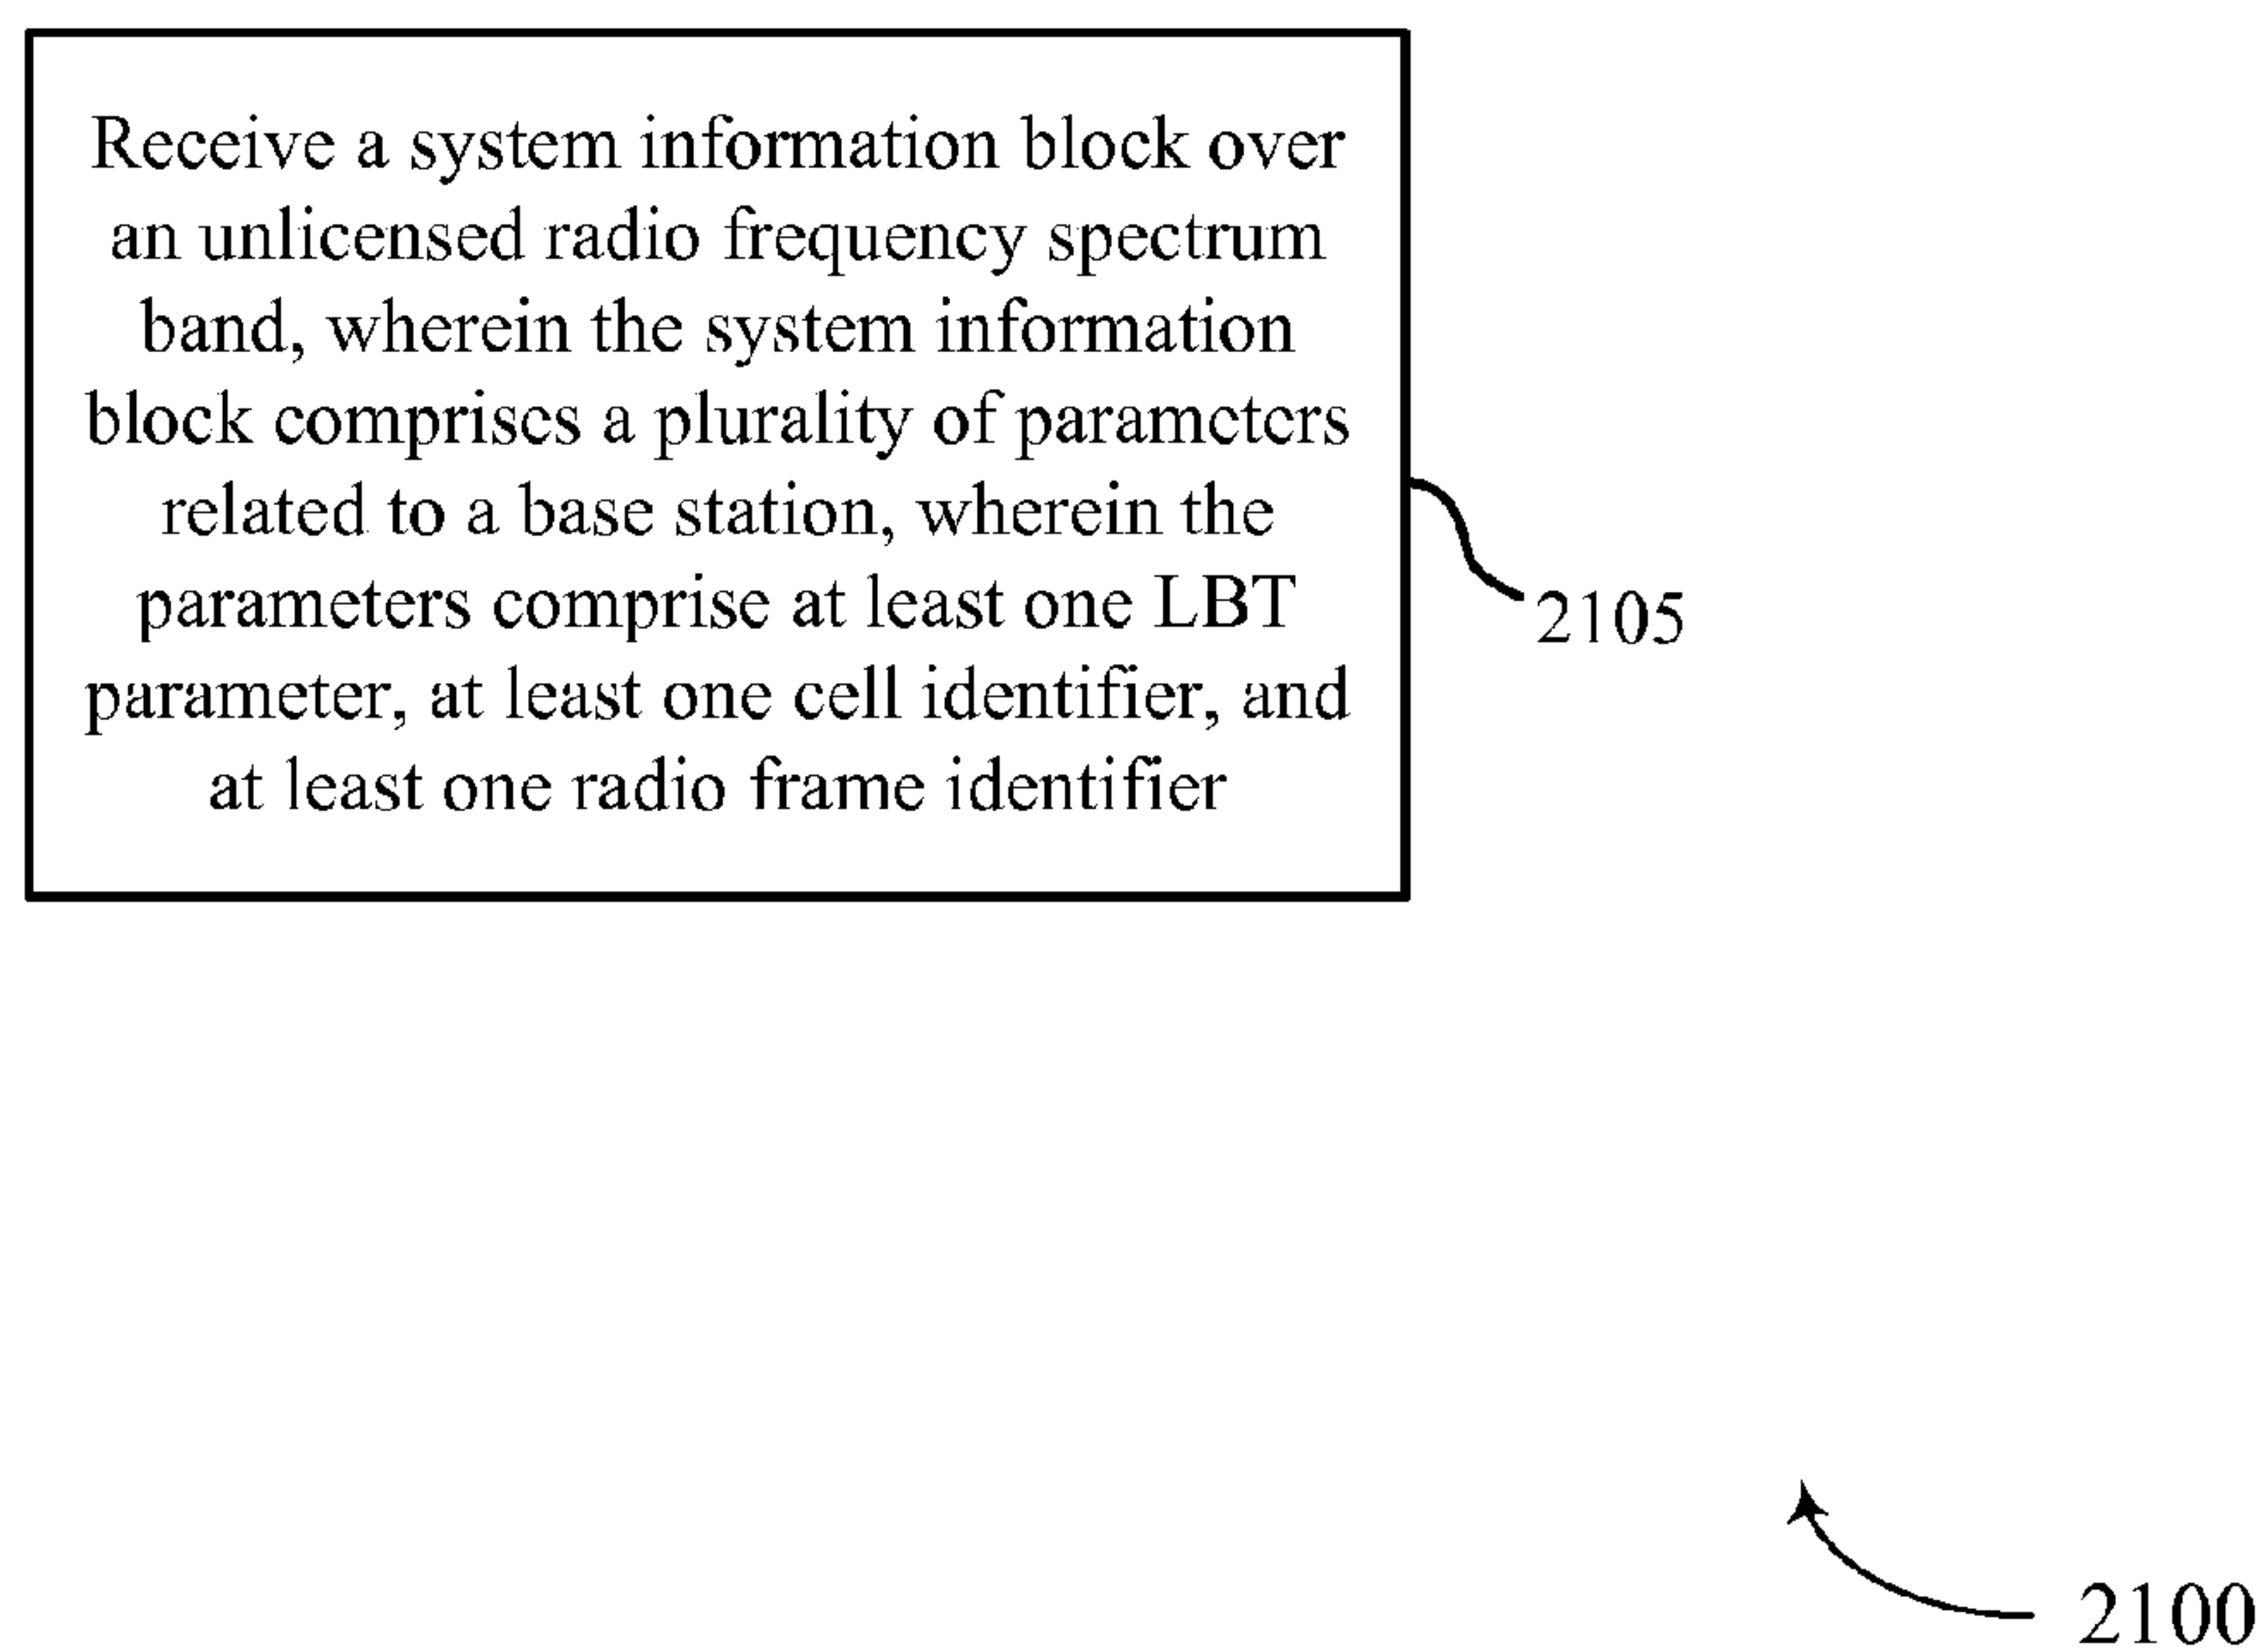 Receive a system information block over
an unlicensed radio frequency spectrum
band, wherein the system information
block comprises a plurality of parameters
related to a base station, wherein the
parameters comprise at least one LBT
parameter, at least one cell identifier, and
at least one radio frame identifier
2105
2100